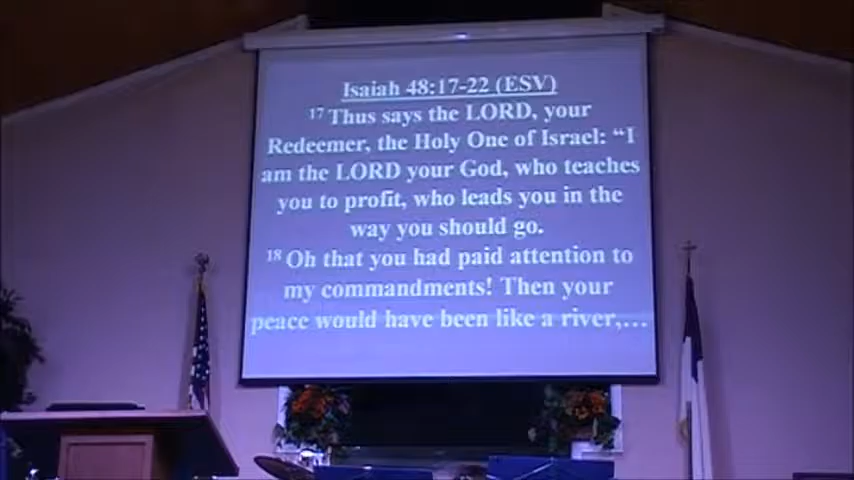 Isaiah 48:17-22 (ESV)
17 Thus says the LORD, your
Redeemer, the Holy One of Israel: “I
am the LORD your God, who teaches
you to profit, who leads you in the
way you should go.
18 Oh that you had paid attention to
my commandments! Then your
peace would have been like a river,…